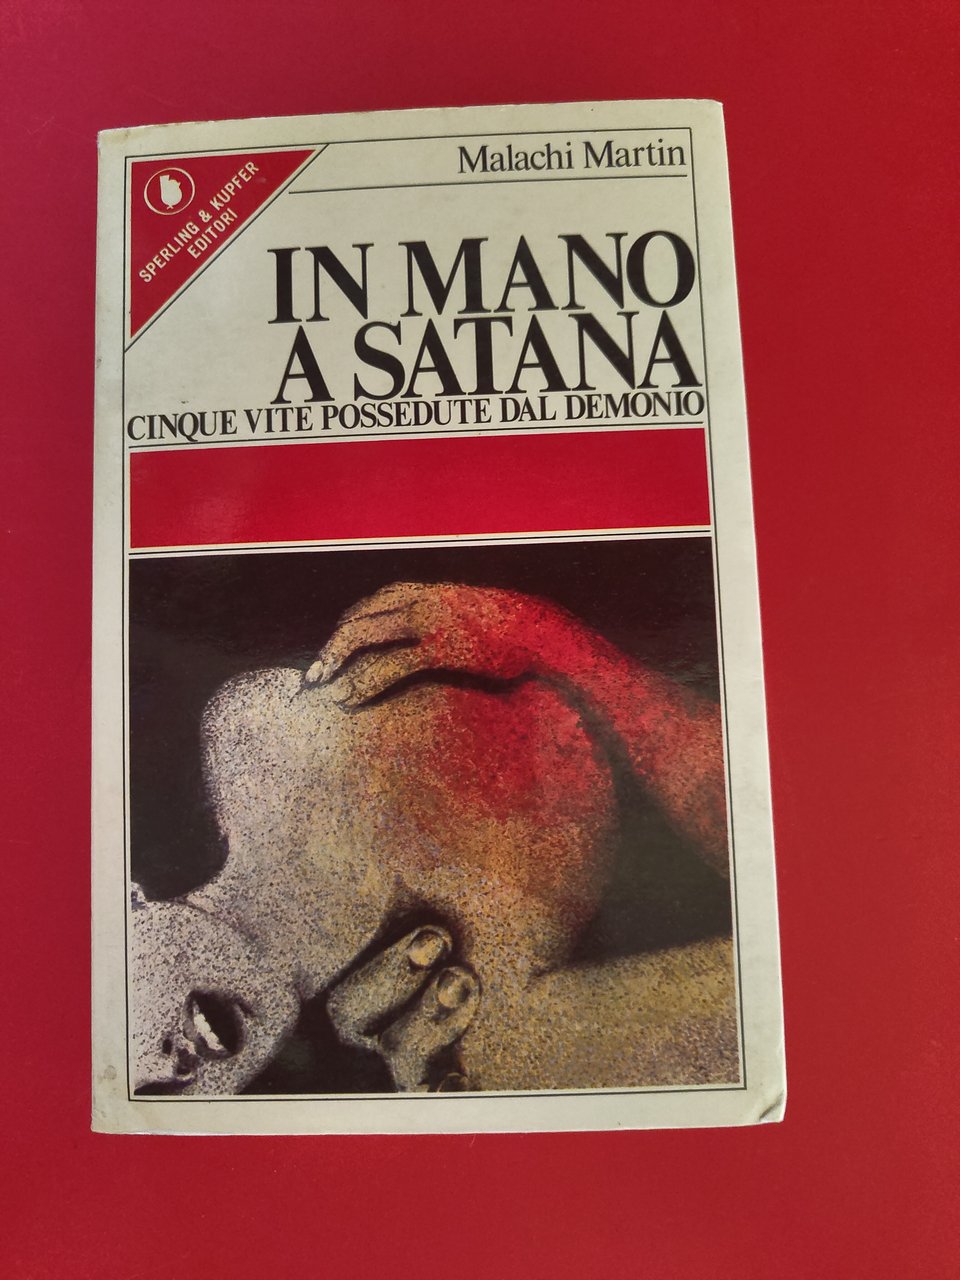 SPERLING & KUPFER
EDITORI
Malachi Martin
IN MANO
A SATANA
CINQUE VITE POSSEDUTE DAL DEMONIO